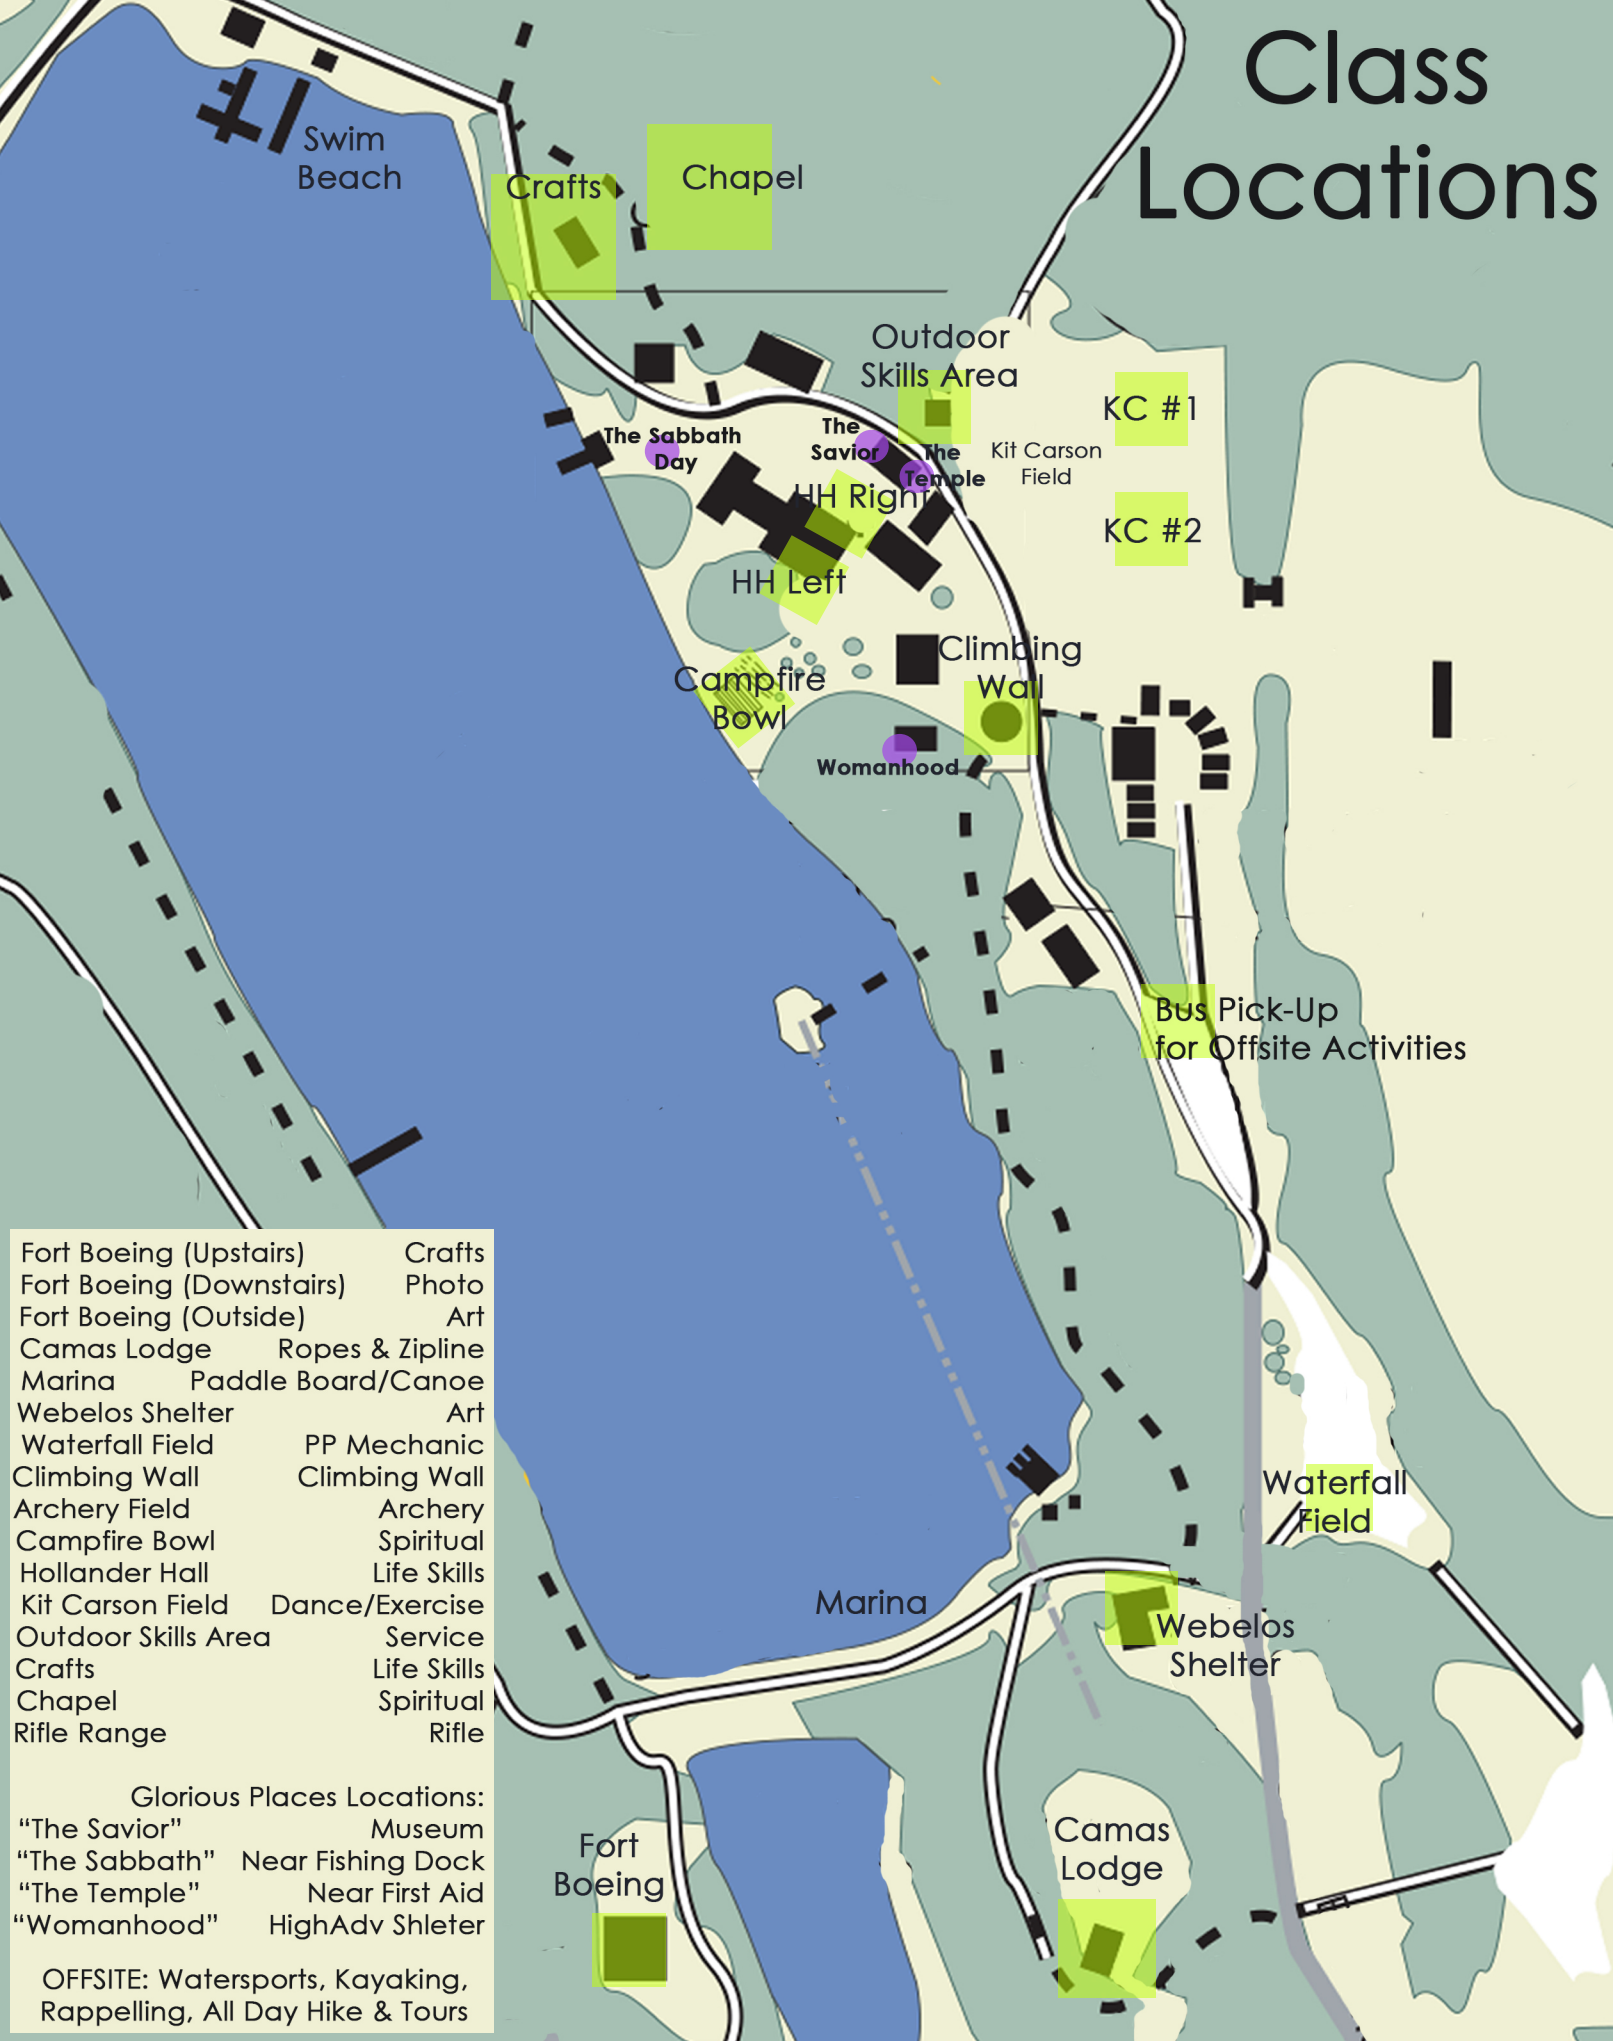 Class
Locations
Swim
Beach
Crafts
Chapel
Outdoor
Skills Area
KC #1
The Sabbath
Day
The
Savior
The
Temple
Kit Carson
Field
HH Right
KC #2
HH Left
Climbing
Wall
Campfire
Bowl
Womanhood
Bus Pick-Up
for Offsite Activities
Waterfall
Field
Marina
Webelos
Shelter
Camas
Lodge
Fort
Boeing
Fort Boeing (Upstairs) Crafts
Fort Boeing (Downstairs) Photo
Fort Boeing (Outside) Art
Camas Lodge Ropes & Zipline
Marina Paddle Board/Canoe
Webelos Shelter Art
Waterfall Field PP Mechanic
Climbing Wall Climbing Wall
Archery Field Archery
Campfire Bowl Spiritual
Hollander Hall Life Skills
Kit Carson Field Dance/Exercise
Outdoor Skills Area Service
Crafts Life Skills
Chapel Spiritual
Rifle Range Rifle
Glorious Places Locations:
“The Savior” Museum
“The Sabbath” Near Fishing Dock
“The Temple” Near First Aid
“Womanhood” HighAdv Shleter
OFFSITE: Watersports, Kayaking,
Rappelling, All Day Hike & Tours